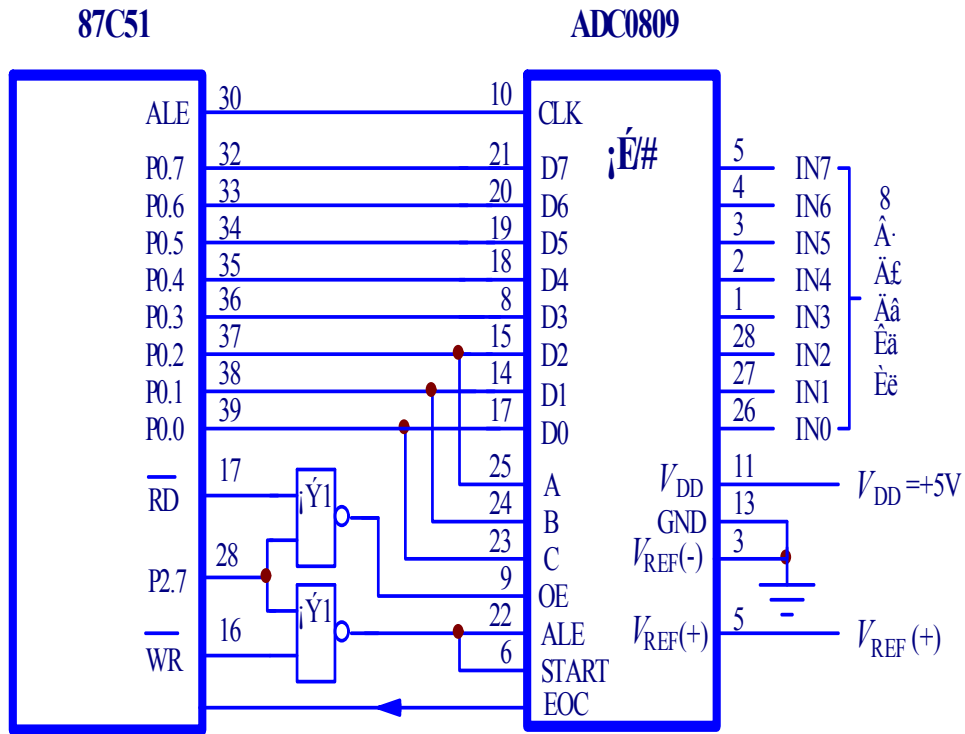 87C51
ADC0809
ALE
30
10
CLK
¡É/#
P0.7
32
21
D7
5
IN7
P0.6
33
20
D6
4
IN6
P0.5
34
19
D5
3
IN5
P0.4
35
18
D4
2
IN4
P0.3
36
8
D3
1
IN3
P0.2
37
15
D2
28
IN2
P0.1
38
14
D1
27
IN1
P0.0
39
17
D0
26
IN0
8
Â·
Ä£
Äâ
Êä
Èë
RD
17
¡Ý1
25
A
24
B
23
C
9
OE
P2.7
28
¡Ý1
WR
16
22
ALE
6
START
EOC
VDD
11
VDD=+5V
GND
13
VREF(-)
3
VREF(+)
5
VREF (+)